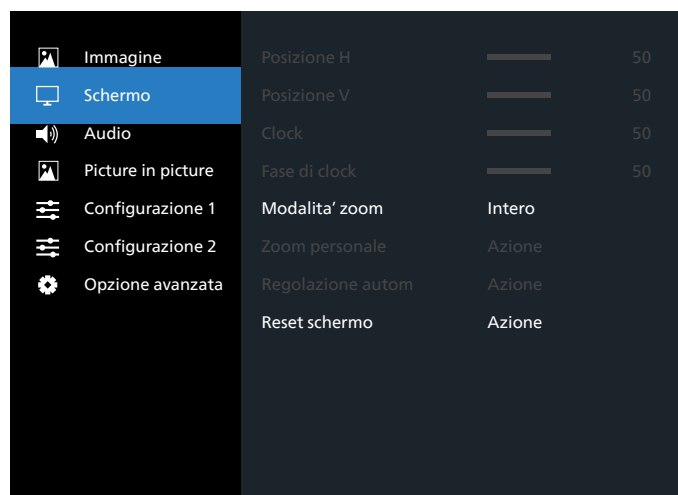 Immagine
Schermo
Audio
Picture in picture
Configurazione 1
Configurazione 2
Opzione avanzata
Posizione H 50
Posizione V 50
Clock 50
Fase di clock 50
Modalita’ zoom Intero
Zoom personale Azione
Regolazione autom Azione
Reset schermo Azione